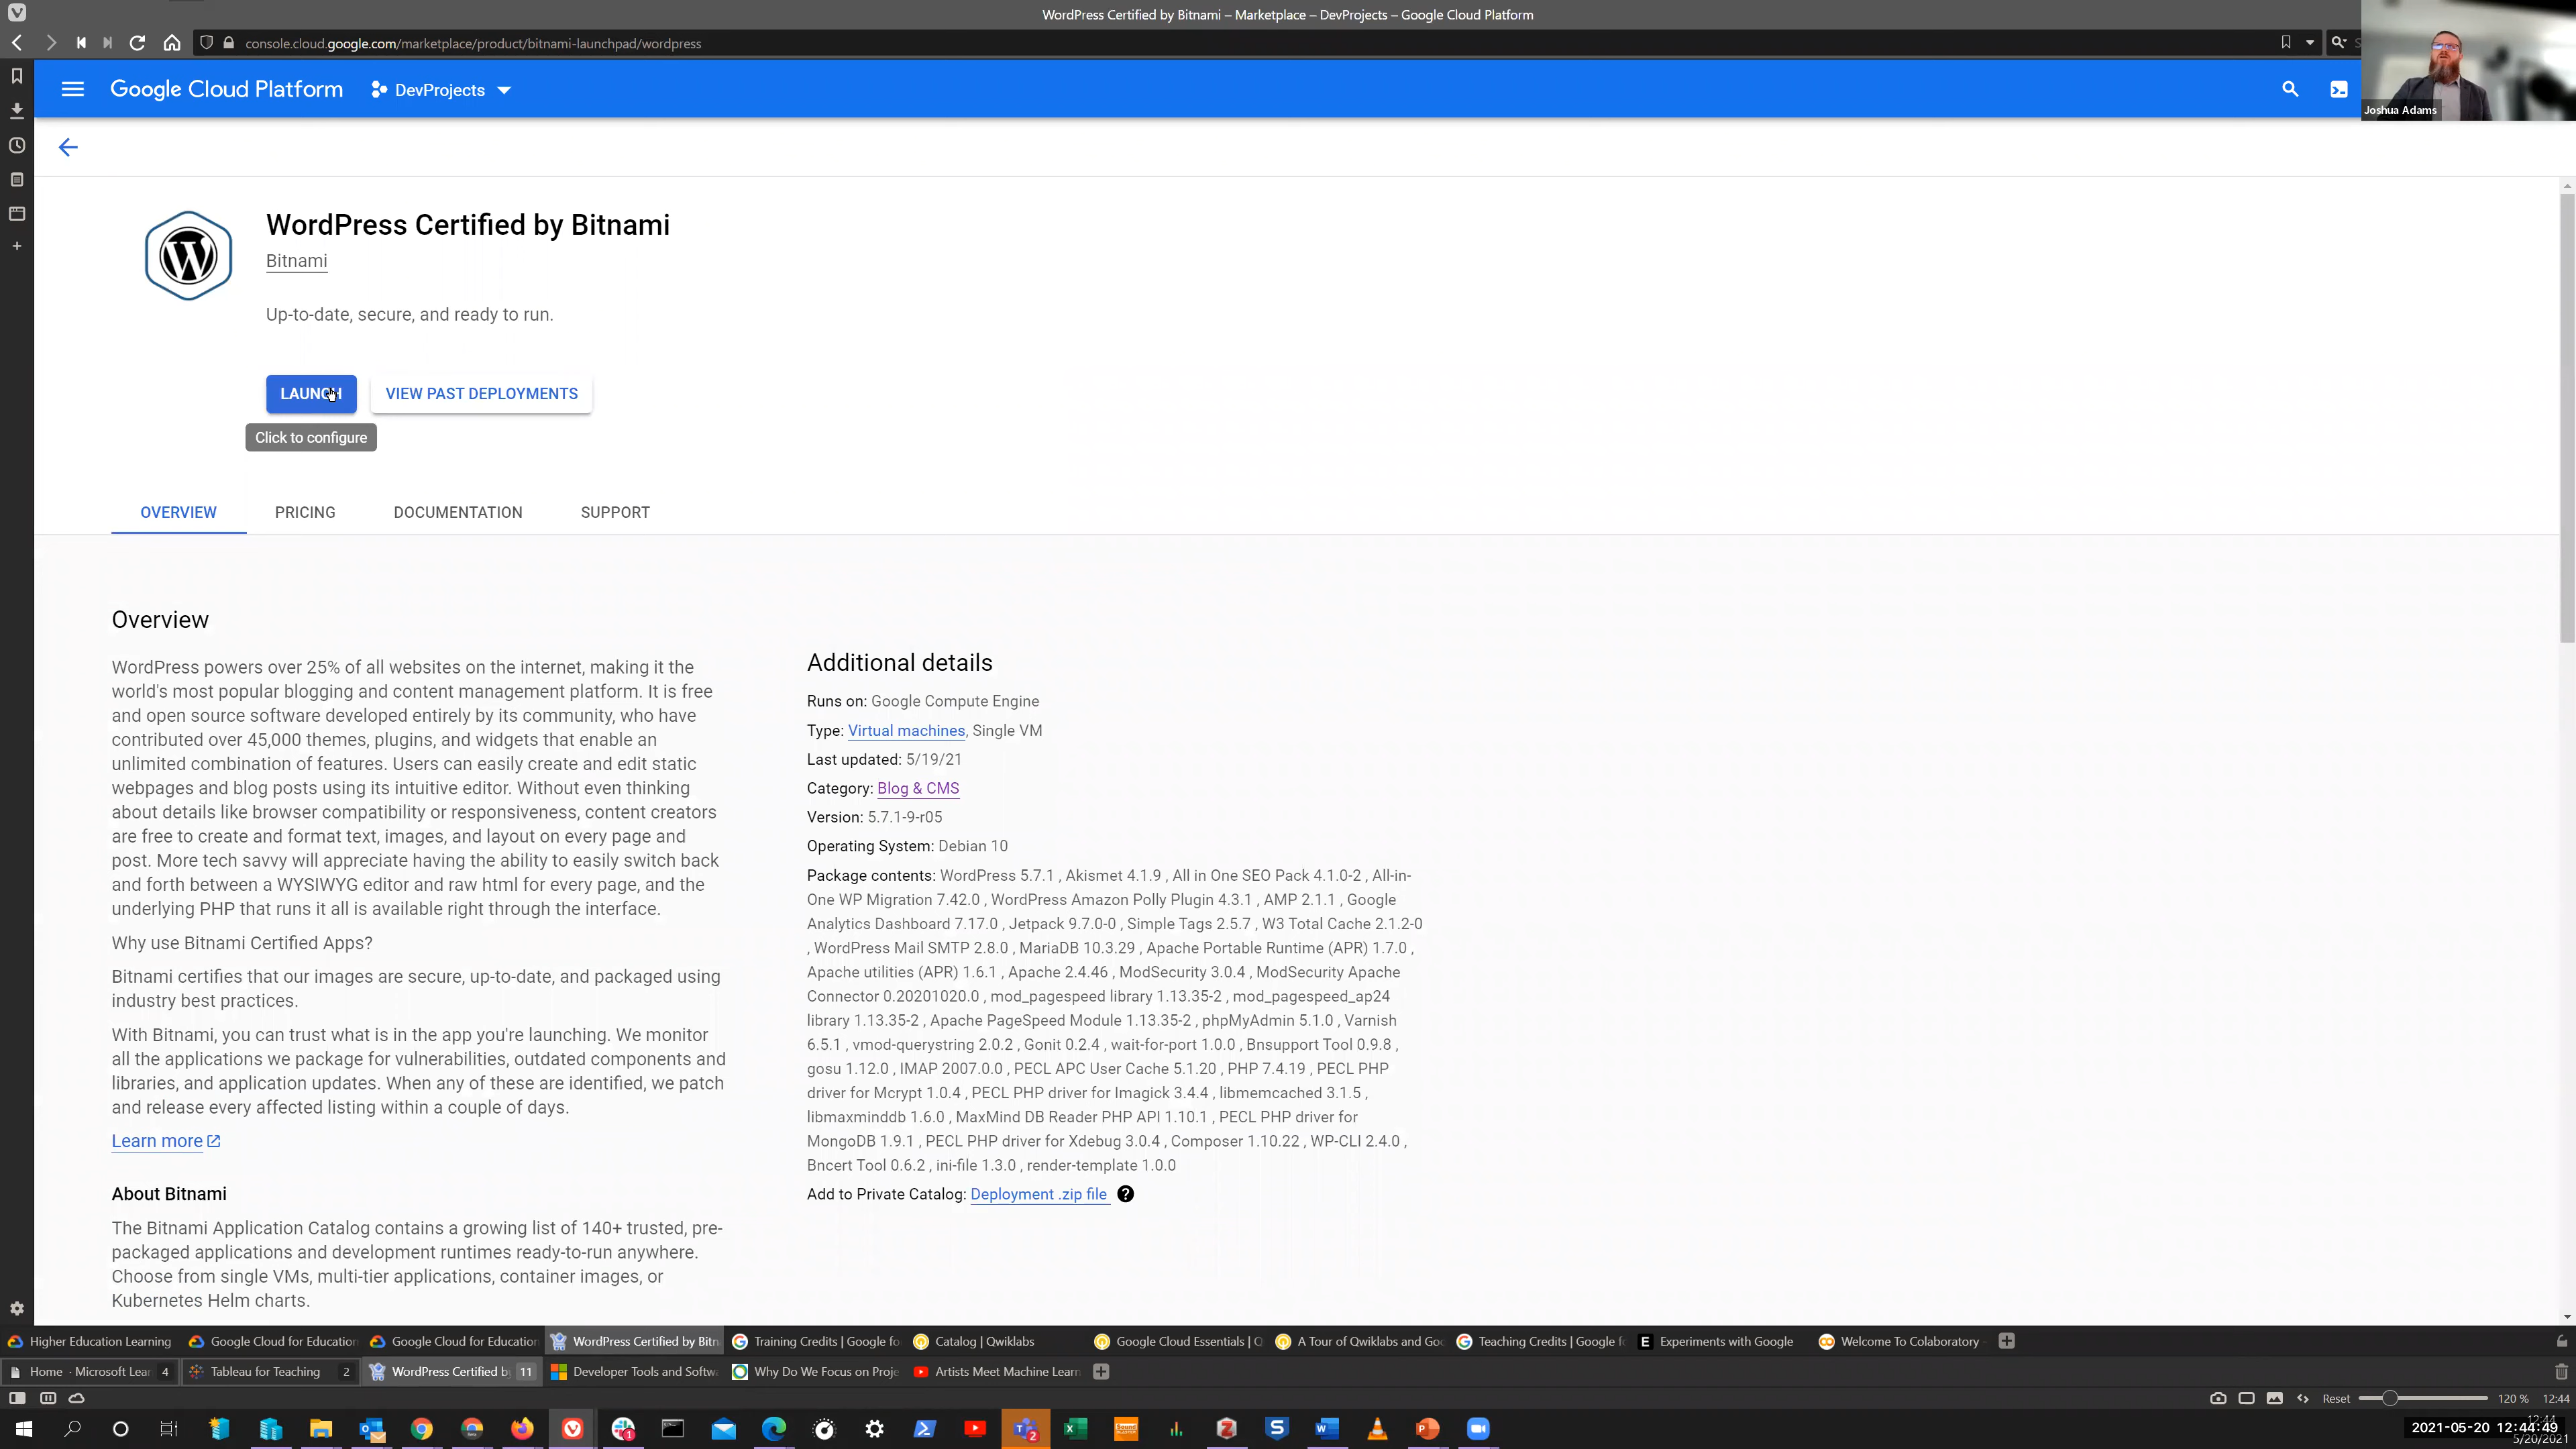 WordPress Certified by Bitnami – Marketplace – DevProjects – Google Cloud Platform
console.cloud.google.com/marketplace/product/bitnami-launchpad/wordpress
Google Cloud Platform
DevProjects
Joshua Adams
WordPress Certified by Bitnami
Bitnami
Up-to-date, secure, and ready to run.
LAUNCH
VIEW PAST DEPLOYMENTS
Click to configure
OVERVIEW
PRICING
DOCUMENTATION
SUPPORT
Overview
WordPress powers over 25% of all websites on the internet, making it the
world's most popular blogging and content management platform. It is free
and open source software developed entirely by its community, who have
contributed over 45,000 themes, plugins, and widgets that enable an
unlimited combination of features. Users can easily create and edit static
webpages and blog posts using its intuitive editor. Without even thinking
about details like browser compatibility or responsiveness, content creators
are free to create and format text, images, and layout on every page and
post. More tech savvy will appreciate having the ability to easily switch back
and forth between a WYSIWYG editor and raw html for every page, and the
underlying PHP that runs it all is available right through the interface.
Why use Bitnami Certified Apps?
Bitnami certifies that our images are secure, up-to-date, and packaged using
industry best practices.
With Bitnami, you can trust what is in the app you're launching. We monitor
all the applications we package for vulnerabilities, outdated components and
libraries, and application updates. When any of these are identified, we patch
and release every affected listing within a couple of days.
Learn more
About Bitnami
The Bitnami Application Catalog contains a growing list of 140+ trusted, pre-
packaged applications and development runtimes ready-to-run anywhere.
Choose from single VMs, multi-tier applications, container images, or
Kubernetes Helm charts.
Additional details
Runs on: Google Compute Engine
Type: Virtual machines, Single VM
Last updated: 5/19/21
Category: Blog & CMS
Version: 5.7.1-9-r05
Operating System: Debian 10
Package contents: WordPress 5.7.1 , Akismet 4.1.9 , All in One SEO Pack 4.1.0-2 , All-in-
One WP Migration 7.42.0 , WordPress Amazon Polly Plugin 4.3.1 , AMP 2.1.1 , Google
Analytics Dashboard 7.17.0 , Jetpack 9.7.0-0 , Simple Tags 2.5.7 , W3 Total Cache 2.1.2-0
, WordPress Mail SMTP 2.8.0 , MariaDB 10.3.29 , Apache Portable Runtime (APR) 1.7.0 ,
Apache utilities (APR) 1.6.1 , Apache 2.4.46 , ModSecurity 3.0.4 , ModSecurity Apache
Connector 0.20201020.0 , mod_pagespeed library 1.13.35-2 , mod_pagespeed_ap24
library 1.13.35-2 , Apache PageSpeed Module 1.13.35-2 , phpMyAdmin 5.1.0 , Varnish
6.5.1 , vmod-querystring 2.0.2 , Gonit 0.2.4 , wait-for-port 1.0.0 , Bnsupport Tool 0.9.8 ,
gosu 1.12.0 , IMAP 2007.0.0 , PECL APC User Cache 5.1.20 , PHP 7.4.19 , PECL PHP
driver for Mcrypt 1.0.4 , PECL PHP driver for Imagick 3.4.4 , libmemcached 3.1.5 ,
libmaxminddb 1.6.0 , MaxMind DB Reader PHP API 1.10.1 , PECL PHP driver for
MongoDB 1.9.1 , PECL PHP driver for Xdebug 3.0.4 , Composer 1.10.22 , WP-CLI 2.4.0 ,
Bncert Tool 0.6.2 , ini-file 1.3.0 , render-template 1.0.0
Add to Private Catalog: Deployment .zip file
Higher Education Learning
Google Cloud for Education
Google Cloud for Education
WordPress Certified by Bitn
Training Credits | Google fo
Catalog | Qwiklabs
Google Cloud Essentials | Q
A Tour of Qwiklabs and Goo
Teaching Credits | Google f
Experiments with Google
Welcome To Colaboratory
Home · Microsoft Lear 4
Tableau for Teaching 2
WordPress Certified by 11
Developer Tools and Softw
Why Do We Focus on Proje
Artists Meet Machine Learn
Reset 120 % 12:44
2021-05-20 12:44:49
5/20/2021